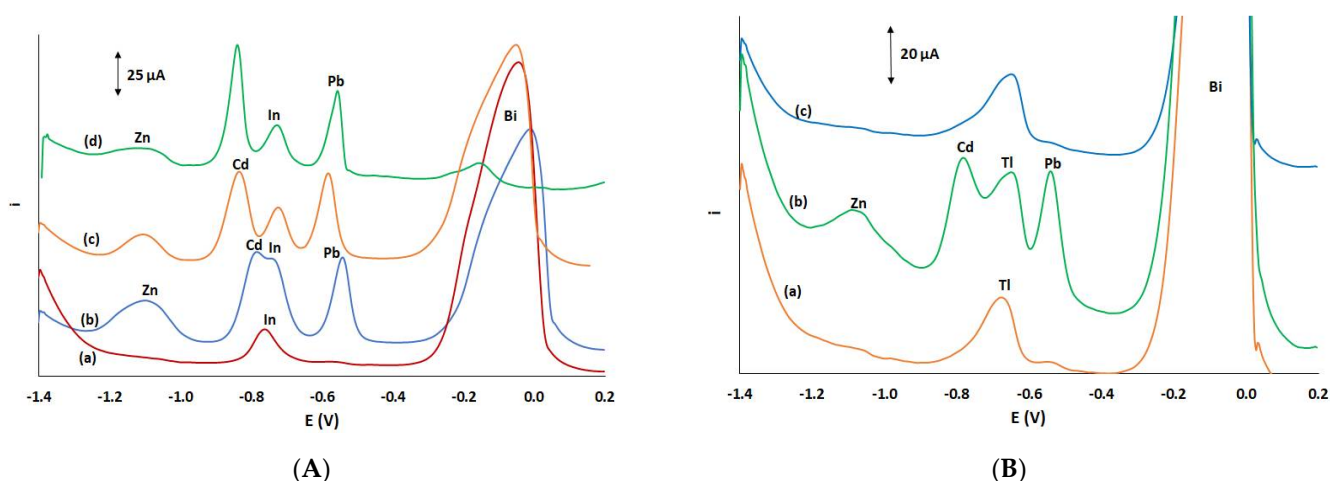 25 µA
Zn
(d)
In
Pb
Bi
Cd
(c)
Zn
Cd
In
Pb
(b)
In
(a)
i
-1.4 -1.2 -1.0 -0.8 -0.6 -0.4 -0.2 0.0 0.2
E (V)
(A)
20 µA
(c)
Bi
Cd
Tl
Pb
(b)
Zn
(a)
Tl
i
-1.4 -1.2 -1.0 -0.8 -0.6 -0.4 -0.2 0.0 0.2
E (V)
(B)